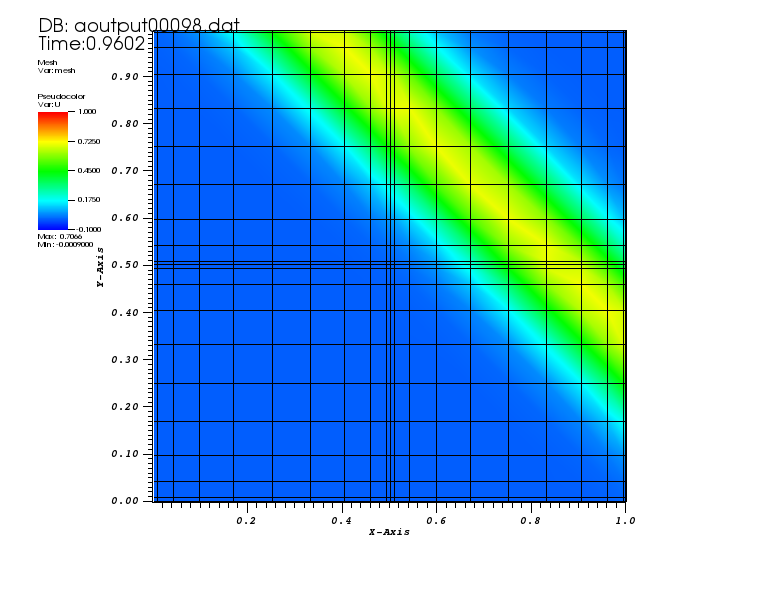 DB: aoutput00098.dat
Time:0.9602
Mesh
Var: mesh
Pseudocolor
Var: U
1.000
0.7250
0.4500
0.1750
-0.1000
Max: 0.7066
Min: -0.0009000
Y-Axis
0.90
0.80
0.70
0.60
0.50
0.40
0.30
0.20
0.10
0.00
0.2 0.4 0.6 0.8 1.0
X-Axis